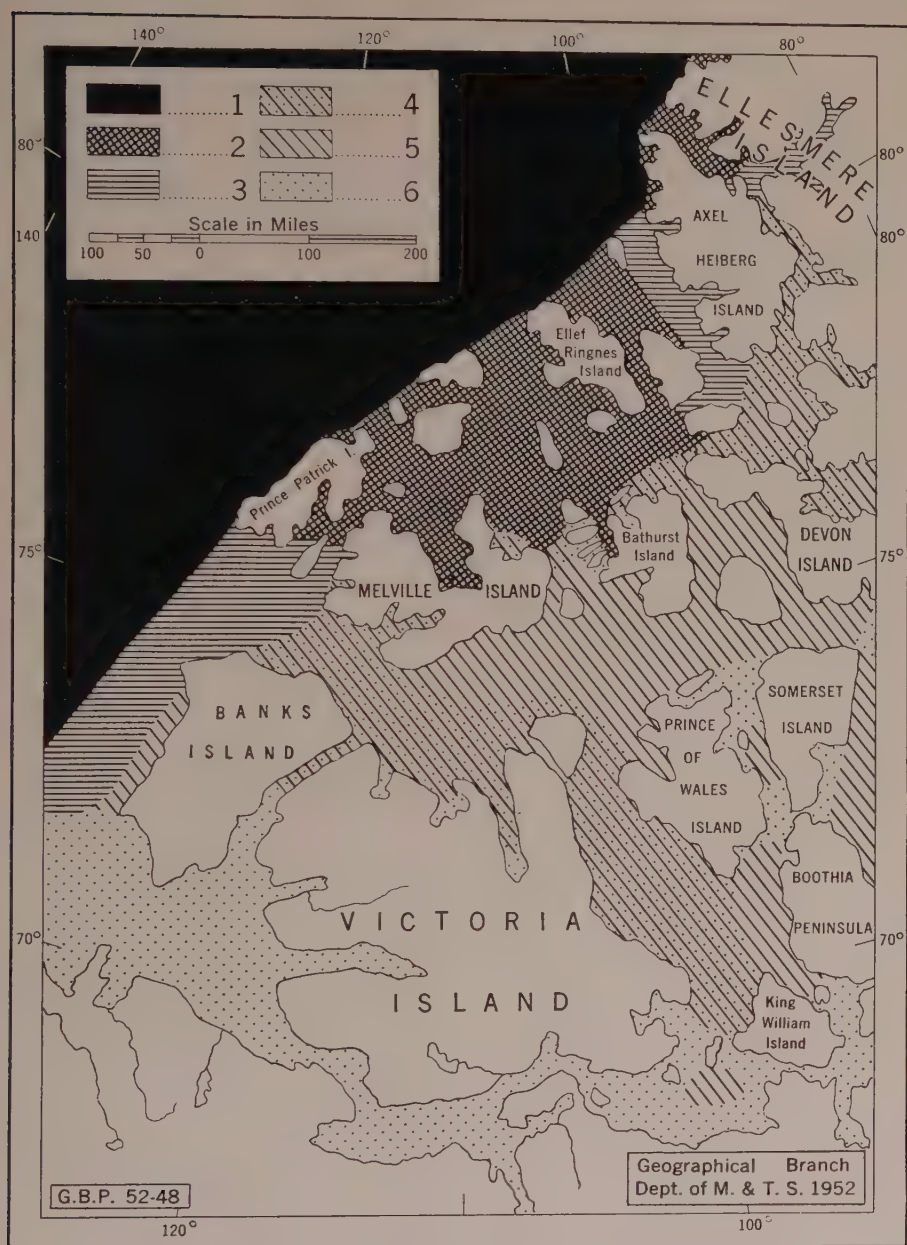 140°
120°
100°
80°
1
4
2
5
3
6
Scale in Miles
100 50 0 100 200
80°
140
75°
70°
ELLESMERE
ISLAND
80°
80°
AXEL
HEIBERG
ISLAND
Ellef
Ringnes
Island
Prince Patrick I.
Bathurst
Island
DEVON
ISLAND
75°
MELVILLE ISLAND
BANKS
ISLAND
PRINCE
OF
WALES
ISLAND
SOMERSET
ISLAND
BOOTHIA
PENINSULA
70°
VICTORIA
ISLAND
King
William
Island
G.B.P. 52-48
Geographical Branch
Dept. of M. & T. S. 1952
120°
100°